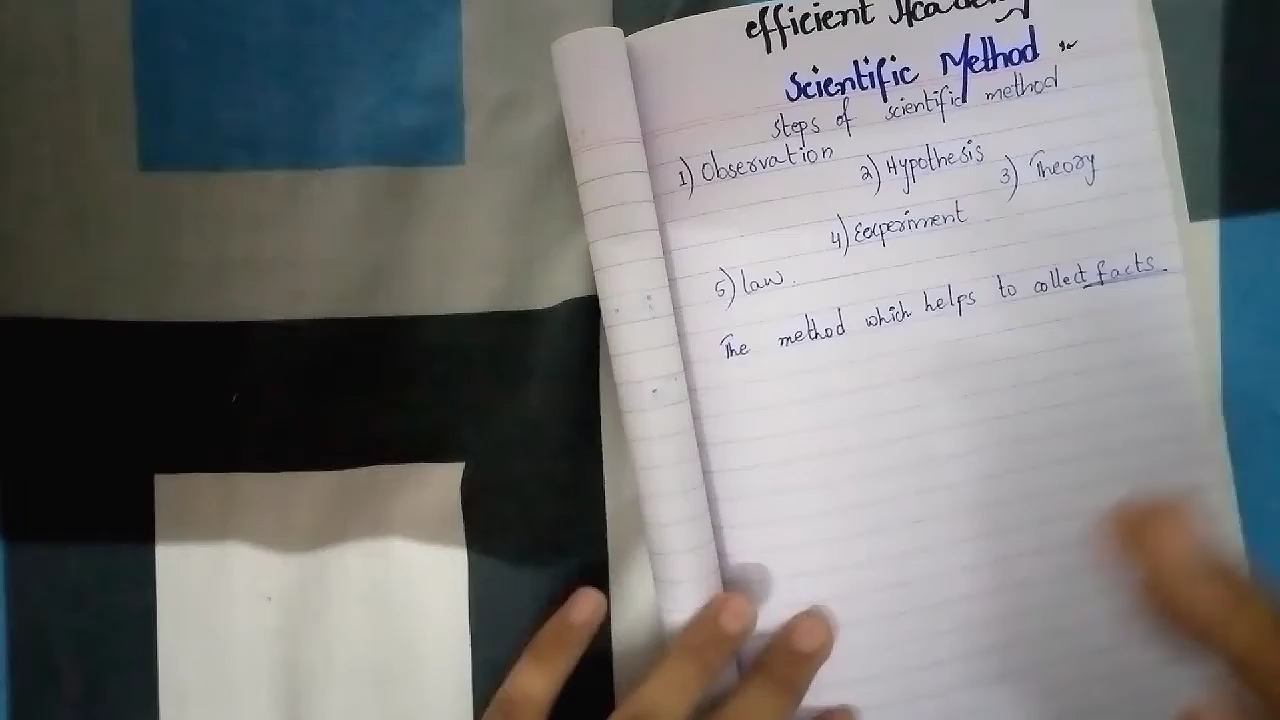 efficient Academy
Scientific Method
steps of scientific method
1) Observation 2) Hypothesis 3) Theory
4) Experiment
5) law.
The method which helps to collect facts.